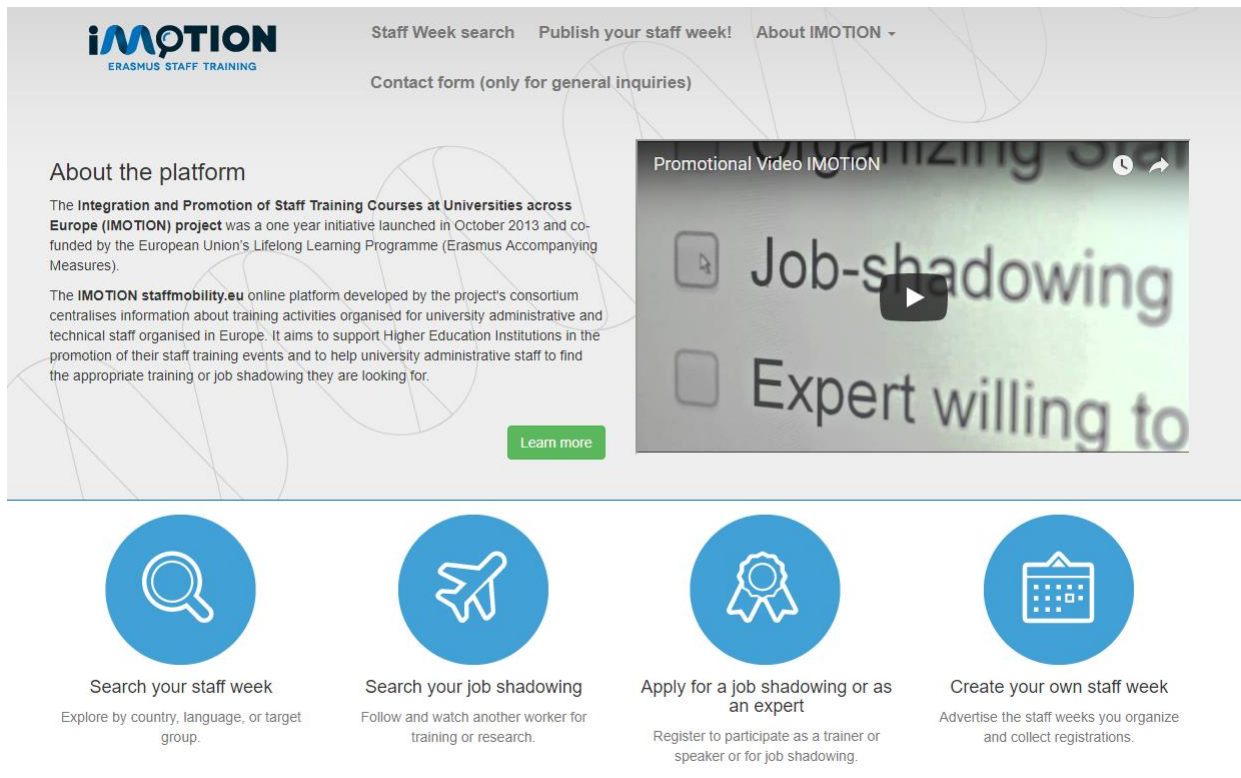 iMOTION
ERASMUS STAFF TRAINING
Staff Week search Publish your staff week! About IMOTION
Contact form (only for general inquiries)
About the platform
The Integration and Promotion of Staff Training Courses at Universities across
Europe (IMOTION) project was a one year initiative launched in October 2013 and co-
funded by the European Union's Lifelong Learning Programme (Erasmus Accompanying
Measures).
The IMOTION staffmobility.eu online platform developed by the project's consortium
centralises information about training activities organised for university administrative and
technical staff organised in Europe. It aims to support Higher Education Institutions in the
promotion of their staff training events and to help university administrative staff to find
the appropriate training or job shadowing they are looking for.
Learn more
Promotional Video IMOTION
Organizing
Job-shadowing
Expert willing to
Search your staff week
Explore by country, language, or target
group.
Search your job shadowing
Follow and watch another worker for
training or research.
Apply for a job shadowing or as
an expert
Register to participate as a trainer or
speaker or for job shadowing.
Create your own staff week
Advertise the staff weeks you organize
and collect registrations.